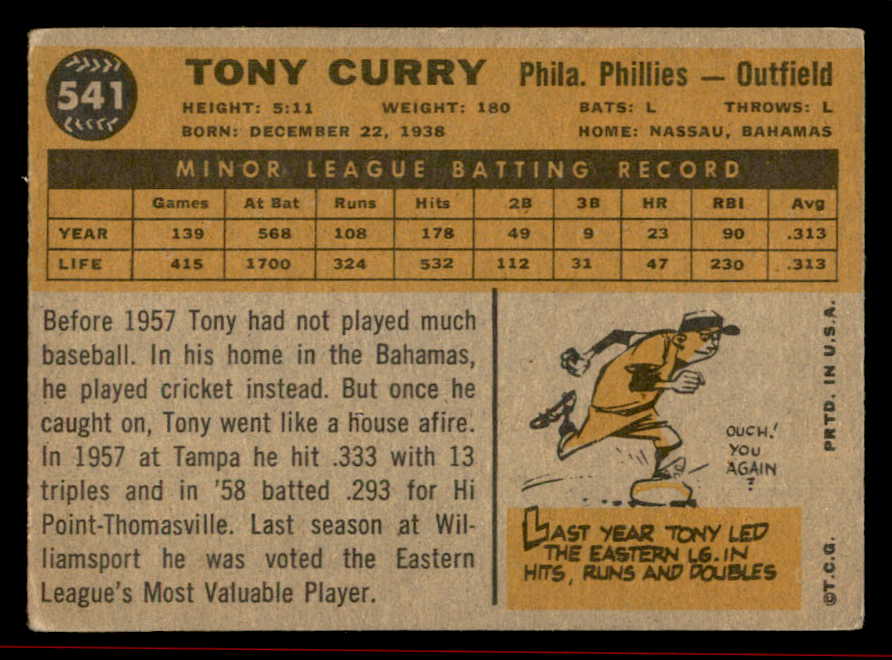 541
TONY CURRY Phila. Phillies — Outfield
HEIGHT: 5:11 WEIGHT: 180 BATS: L THROWS: L
BORN: DECEMBER 22, 1938 HOME: NASSAU, BAHAMAS
MINOR LEAGUE BATTING RECORD
Games At Bat Runs Hits 2B 3B HR RBI Avg
YEAR 139 568 108 178 49 9 23 90 .313
LIFE 415 1700 324 532 112 31 47 230 .313
Before 1957 Tony had not played much
baseball. In his home in the Bahamas,
he played cricket instead. But once he
caught on, Tony went like a house afire.
In 1957 at Tampa he hit .333 with 13
triples and in '58 batted .293 for Hi
Point-Thomasville. Last season at Wil-
liamsport he was voted the Eastern
League's Most Valuable Player.
OUCH!
YOU
AGAIN
?
LAST YEAR TONY LED
THE EASTERN LG. IN
HITS, RUNS AND DOUBLES
©T.C.G. PRTD. IN U.S.A.